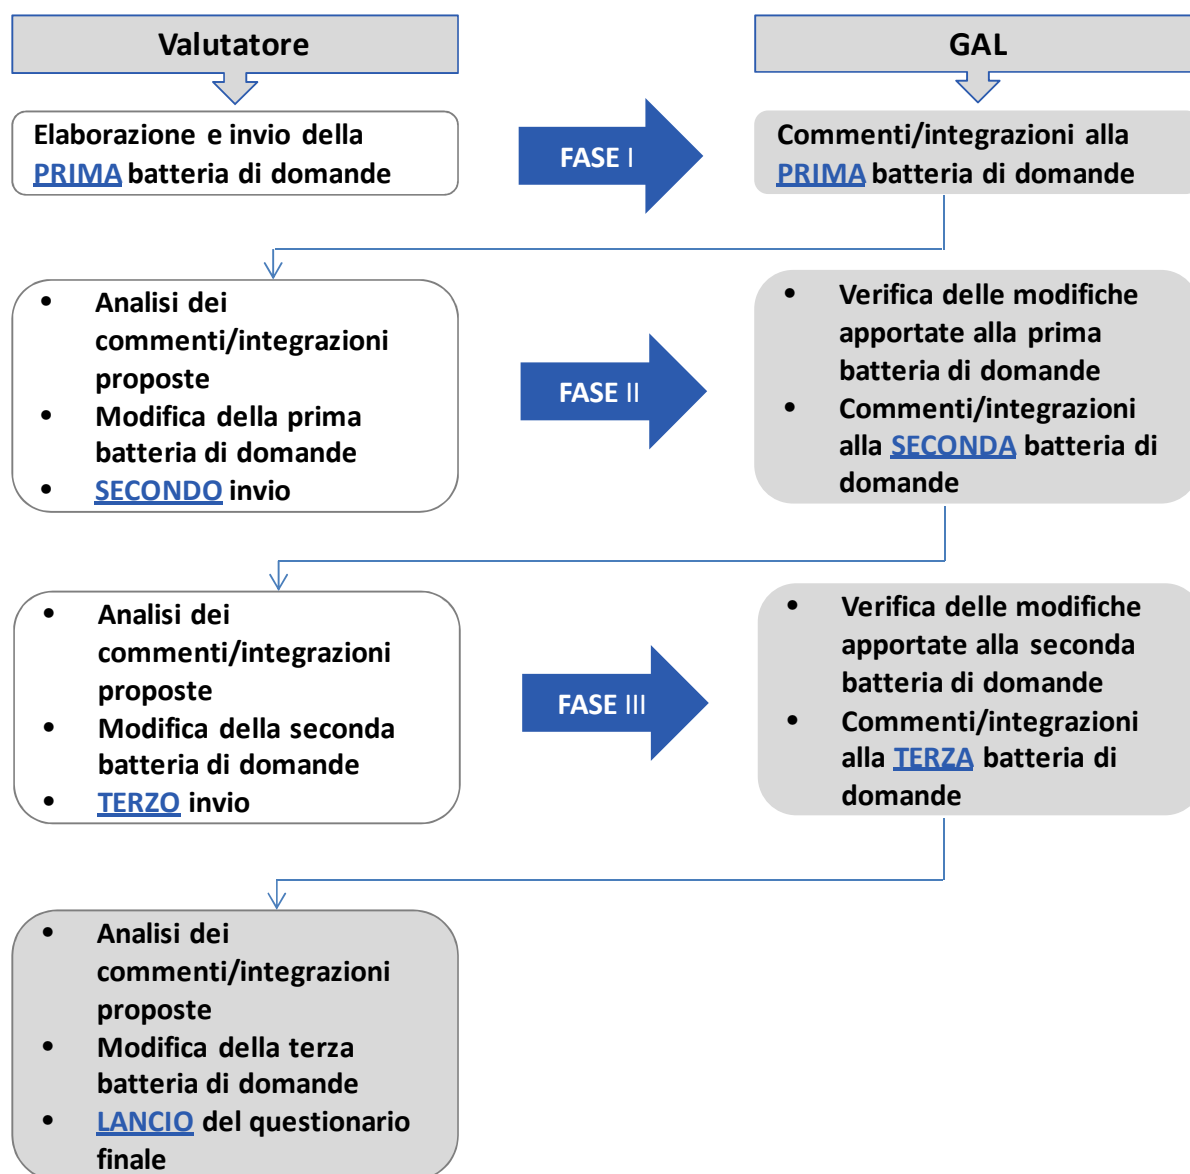 Valutatore
GAL
Elaborazione e invio della
PRIMA batteria di domande
FASE I
Commenti/integrazioni alla
PRIMA batteria di domande
• Analisi dei
commenti/integrazioni
proposte
• Modifica della prima
batteria di domande
• SECONDO invio
FASE II
• Verifica delle modifiche
apportate alla prima
batteria di domande
• Commenti/integrazioni
alla SECONDA batteria di
domande
• Analisi dei
commenti/integrazioni
proposte
• Modifica della seconda
batteria di domande
• TERZO invio
FASE III
• Verifica delle modifiche
apportate alla seconda
batteria di domande
• Commenti/integrazioni
alla TERZA batteria di
domande
• Analisi dei
commenti/integrazioni
proposte
• Modifica della terza
batteria di domande
• LANCIO del questionario
finale